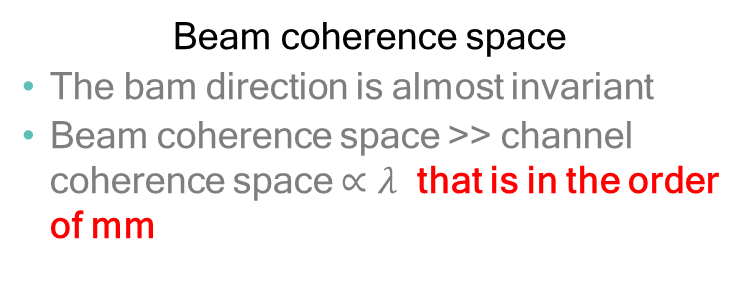 Beam coherence space
• The bam direction is almost invariant
• Beam coherence space >> channel
coherence space ∝ λ that is in the order
of mm